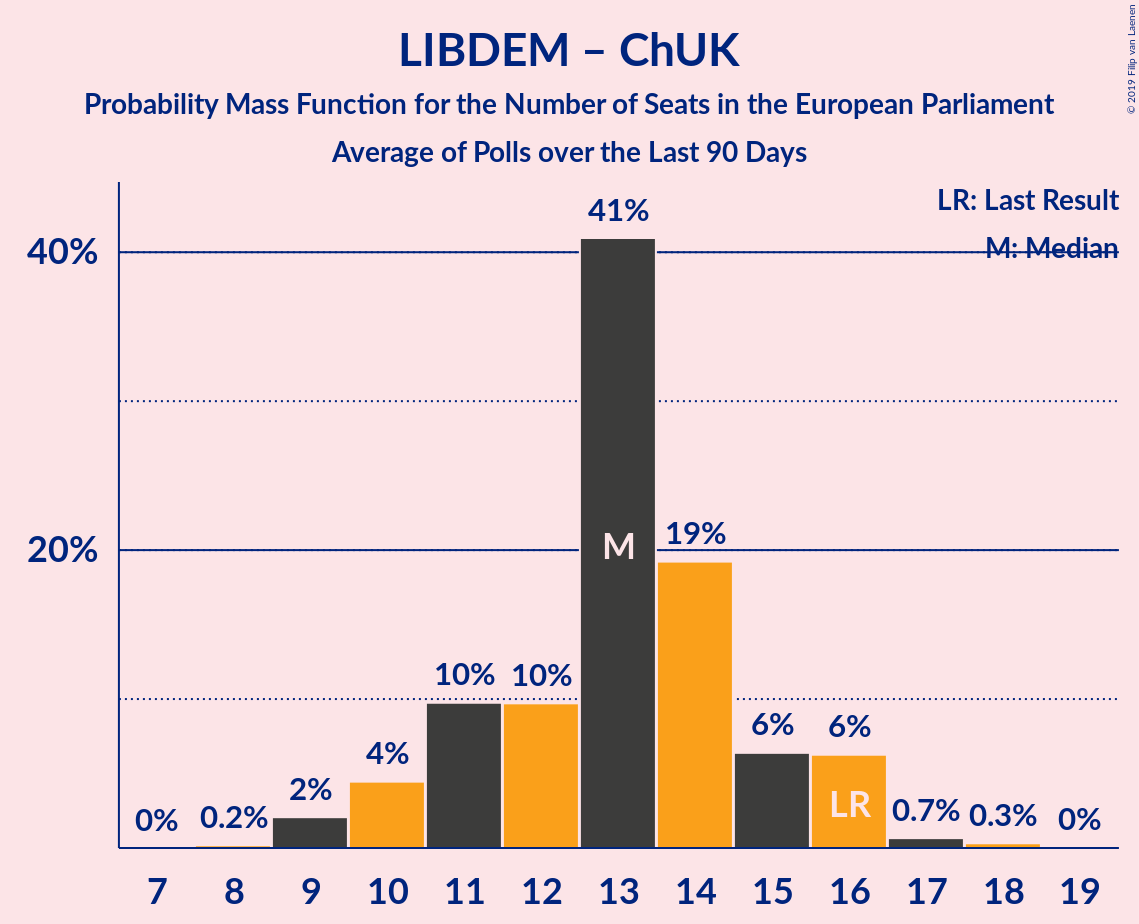 LIBDEM – ChUK
Probability Mass Function for the Number of Seats in the European Parliament
Average of Polls over the Last 90 Days
© 2019 Filip van Laenen
LR: Last Result
M: Median
40%
20%
0%
0.2%
2%
4%
10%
10%
41%
M
19%
6%
6%
LR
0.7%
0.3%
0%
7 8 9 10 11 12 13 14 15 16 17 18 19